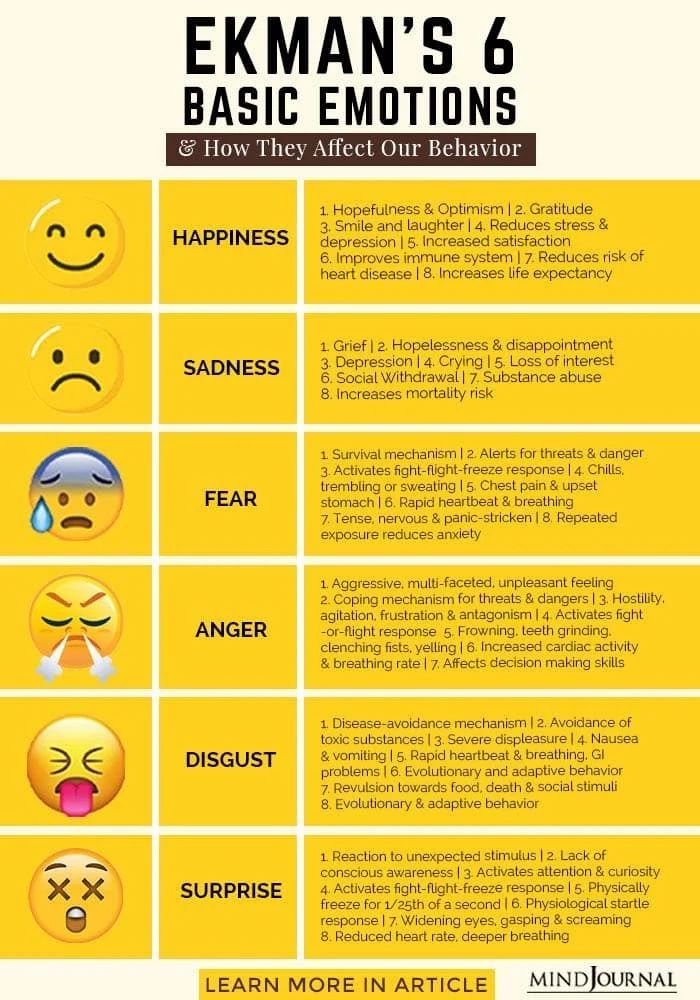 EKMAN'S 6
BASIC EMOTIONS
& How They Affect Our Behavior
HAPPINESS
1. Hopefulness & Optimism | 2. Gratitude
3. Smile and laughter | 4. Reduces stress &
depression | 5. Increased satisfaction
6. Improves immune system | 7. Reduces risk of
heart disease | 8. Increases life expectancy
SADNESS
1. Grief | 2. Hopelessness & disappointment
3. Depression | 4. Crying | 5. Loss of interest
6. Social Withdrawal | 7. Substance abuse
8. Increases mortality risk
FEAR
1. Survival mechanism | 2. Alerts for threats & danger
3. Activates fight-flight-freeze response | 4. Chills,
trembling or sweating | 5. Chest pain & upset
stomach | 6. Rapid heartbeat & breathing
7. Tense, nervous & panic-stricken | 8. Repeated
exposure reduces anxiety
ANGER
1. Aggressive, multi-faceted, unpleasant feeling
2. Coping mechanism for threats & dangers | 3. Hostility,
agitation, frustration & antagonism | 4. Activates fight
-or-flight response 5. Frowning, teeth grinding,
clenching fists, yelling | 6. Increased cardiac activity
& breathing rate | 7. Affects decision making skills
DISGUST
1. Disease-avoidance mechanism | 2. Avoidance of
toxic substances | 3. Severe displeasure | 4. Nausea
& vomiting | 5. Rapid heartbeat & breathing, GI
problems | 6. Evolutionary and adaptive behavior
7. Revulsion towards food, death & social stimuli
8. Evolutionary & adaptive behavior
SURPRISE
1. Reaction to unexpected stimulus | 2. Lack of
conscious awareness | 3. Activates attention & curiosity
4. Activates fight-flight-freeze response | 5. Physically
freeze for 1/25th of a second | 6. Physiological startle
response | 7. Widening eyes, gasping & screaming
8. Reduced heart rate, deeper breathing
LEARN MORE IN ARTICLE
MINDJOURNAL